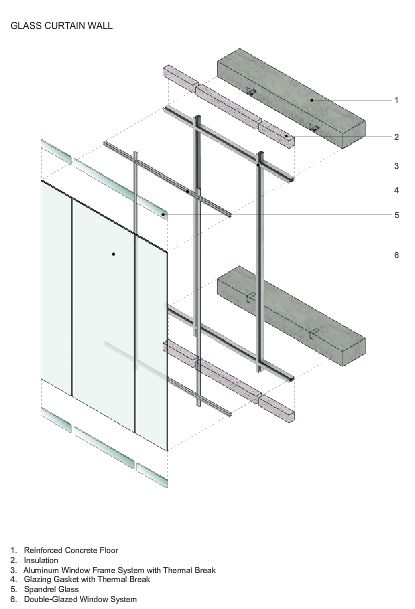 GLASS CURTAIN WALL
1
2
3
4
5
6
1. Reinforced Concrete Floor
2. Insulation
3. Aluminum Window Frame System with Thermal Break
4. Glazing Gasket with Thermal Break
5. Spandrel Glass
6. Double-Glazed Window System